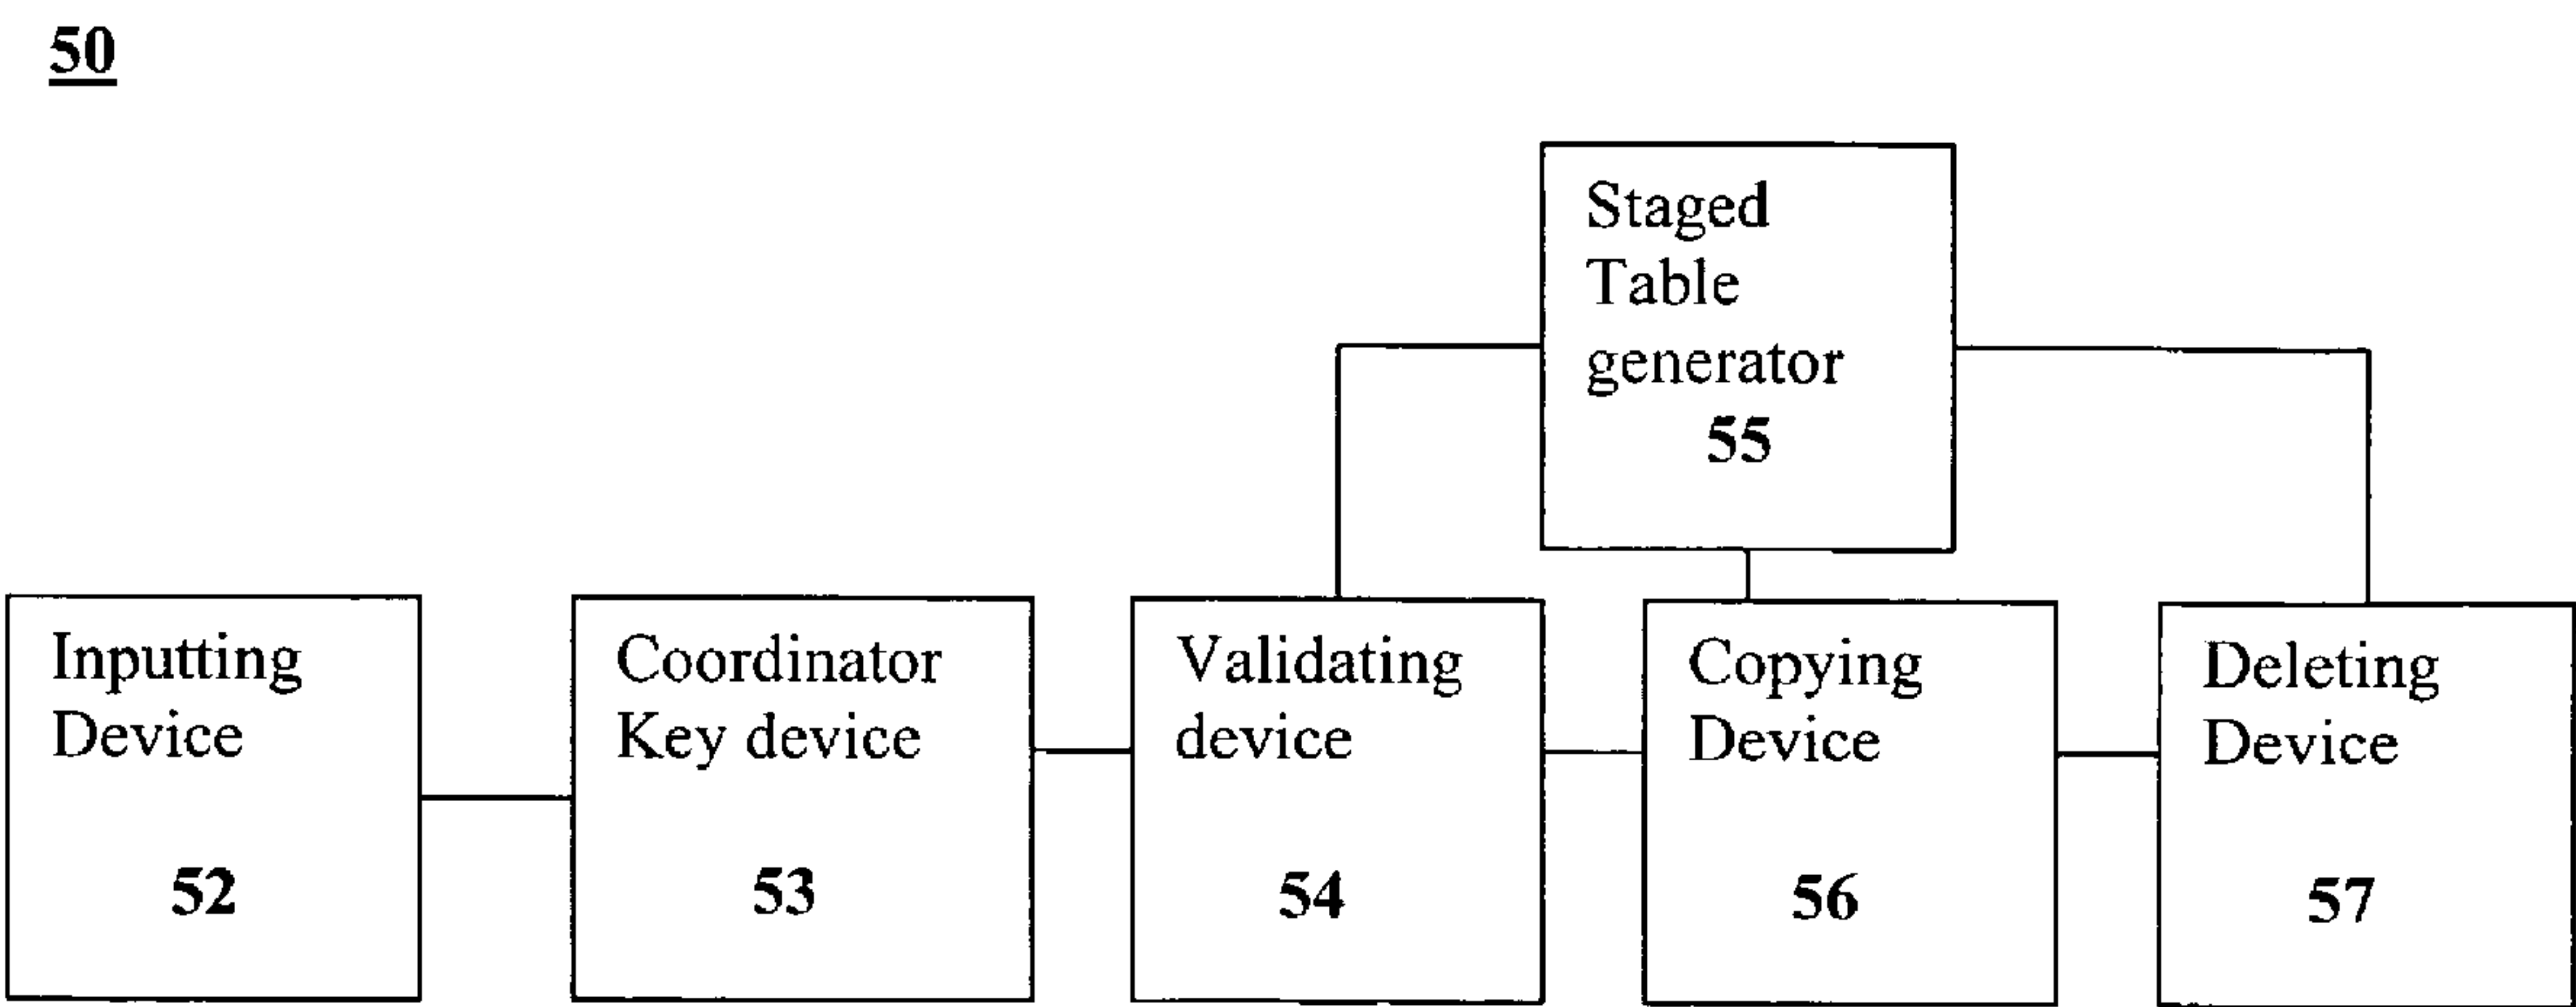 50
Staged
Table
generator
55
Inputting
Device
52
Coordinator
Key device
53
Validating
device
54
Copying
Device
56
Deleting
Device
57